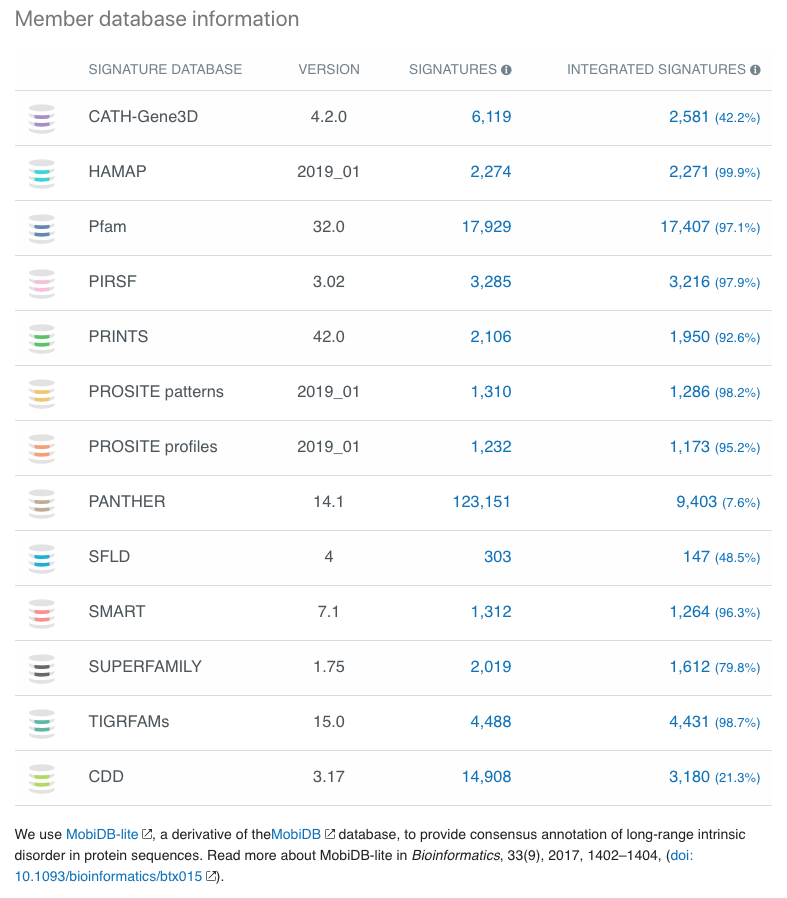 Member database information
SIGNATURE DATABASE VERSION SIGNATURES INTEGRATED SIGNATURES
CATH-Gene3D 4.2.0 6,119 2,581 (42.2%)
HAMAP 2019_01 2,274 2,271 (99.9%)
Pfam 32.0 17,929 17,407 (97.1%)
PIRSF 3.02 3,285 3,216 (97.9%)
PRINTS 42.0 2,106 1,950 (92.6%)
PROSITE patterns 2019_01 1,310 1,286 (98.2%)
PROSITE profiles 2019_01 1,232 1,173 (95.2%)
PANTHER 14.1 123,151 9,403 (7.6%)
SFLD 4 303 147 (48.5%)
SMART 7.1 1,312 1,264 (96.3%)
SUPERFAMILY 1.75 2,019 1,612 (79.8%)
TIGRFAMs 15.0 4,488 4,431 (98.7%)
CDD 3.17 14,908 3,180 (21.3%)
We use MobiDB-lite, a derivative of theMobiDB database, to provide consensus annotation of long-range intrinsic
disorder in protein sequences. Read more about MobiDB-lite in Bioinformatics, 33(9), 2017, 1402–1404, (doi:
10.1093/bioinformatics/btx015).